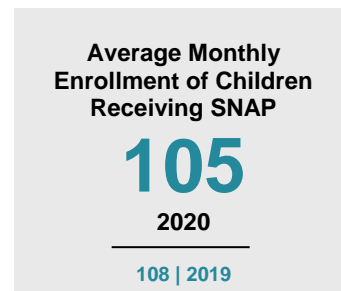 Average Monthly
Enrollment of Children
Receiving SNAP
105
2020
108 | 2019